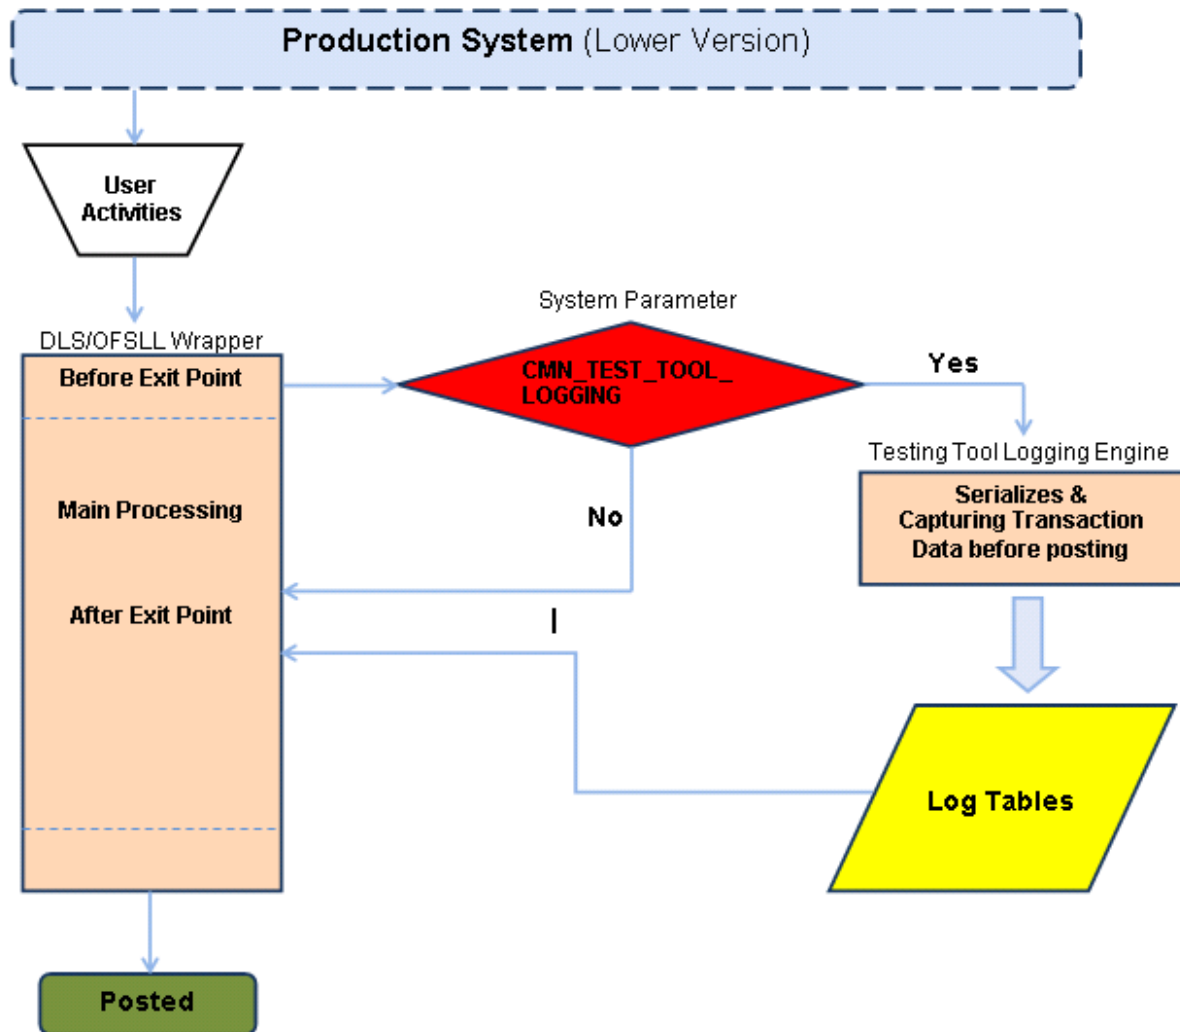 Production System (Lower Version)
User
Activities
System Parameter
DLS/OFSLL Wrapper
Before Exit Point
CMN_TEST_TOOL_
LOGGING
Yes
Testing Tool Logging Engine
Serializes &
Capturing Transaction
Data before posting
Main Processing
No
After Exit Point
|
Log Tables
Posted